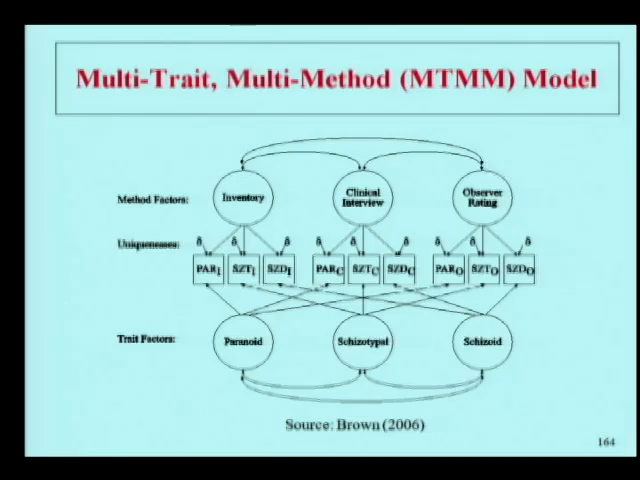 Multi-Trait, Multi-Method (MTMM) Model
Method Factors:
Inventory
Clinical
Interview
Observer
Rating
Uniquenesses:
δ δ δ δ δ δ δ δ δ
PARI SZTI SZDI PARC SZTC SZDC PARO SZTO SZDO
Trait Factors:
Paranoid
Schizotypal
Schizoid
Source: Brown (2006)
164